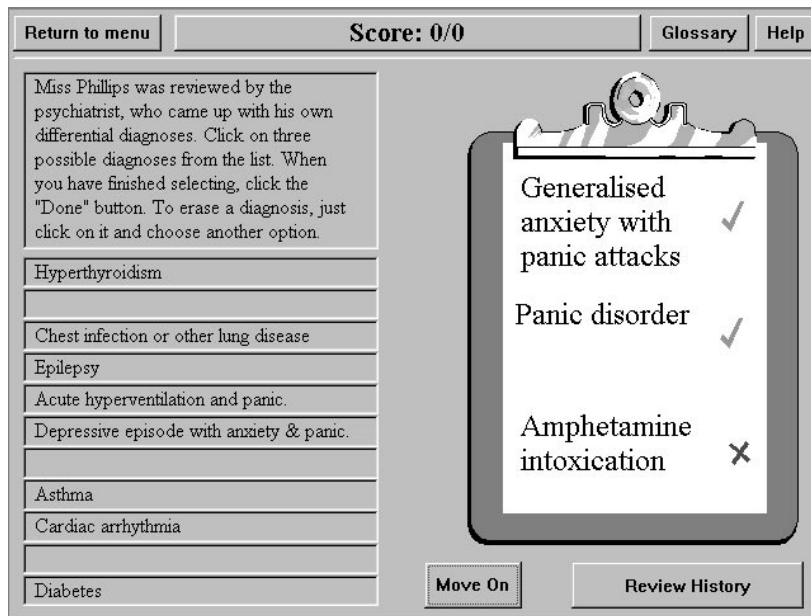 Return to menu
Score: 0/0
Glossary
Help
Miss Phillips was reviewed by the
psychiatrist, who came up with his own
differential diagnoses. Click on three
possible diagnoses from the list. When
you have finished selecting, click the
"Done" button. To erase a diagnosis, just
click on it and choose another option.
Hyperthyroidism
Chest infection or other lung disease
Epilepsy
Acute hyperventilation and panic.
Depressive episode with anxiety & panic.
Asthma
Cardiac arrhythmia
Diabetes
Generalised
anxiety with
panic attacks
Panic disorder
Amphetamine
intoxication
Move On
Review History